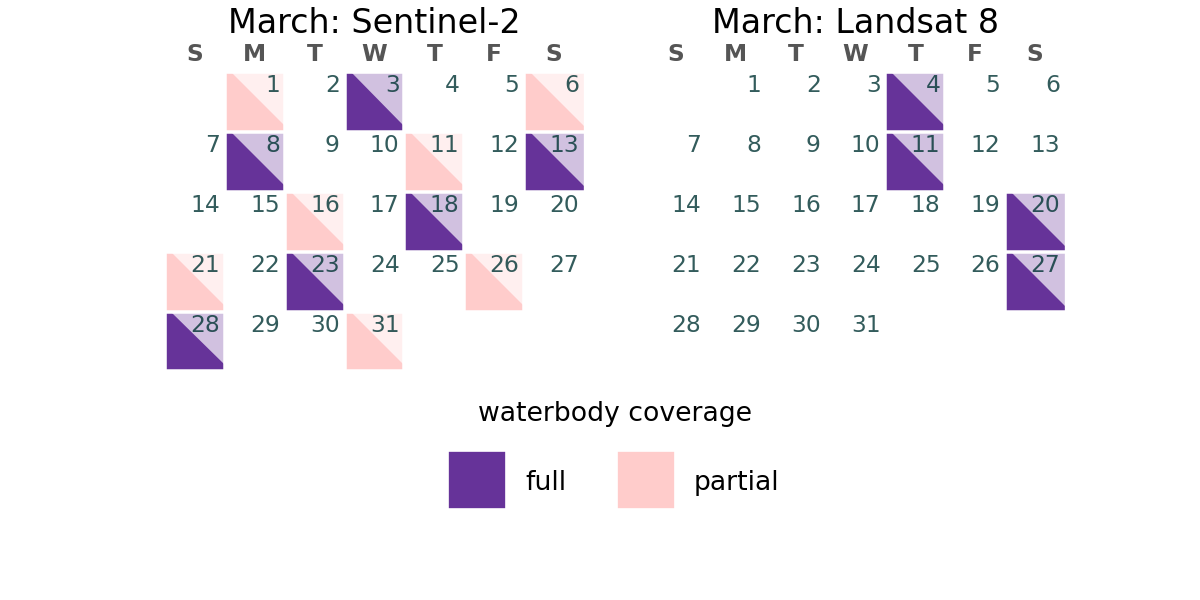 March: Sentinel-2
S M T W T F S
1 2 3 4 5 6
7 8 9 10 11 12 13
14 15 16 17 18 19 20
21 22 23 24 25 26 27
28 29 30 31
March: Landsat 8
S M T W T F S
1 2 3 4 5 6
7 8 9 10 11 12 13
14 15 16 17 18 19 20
21 22 23 24 25 26 27
28 29 30 31
waterbody coverage
full partial